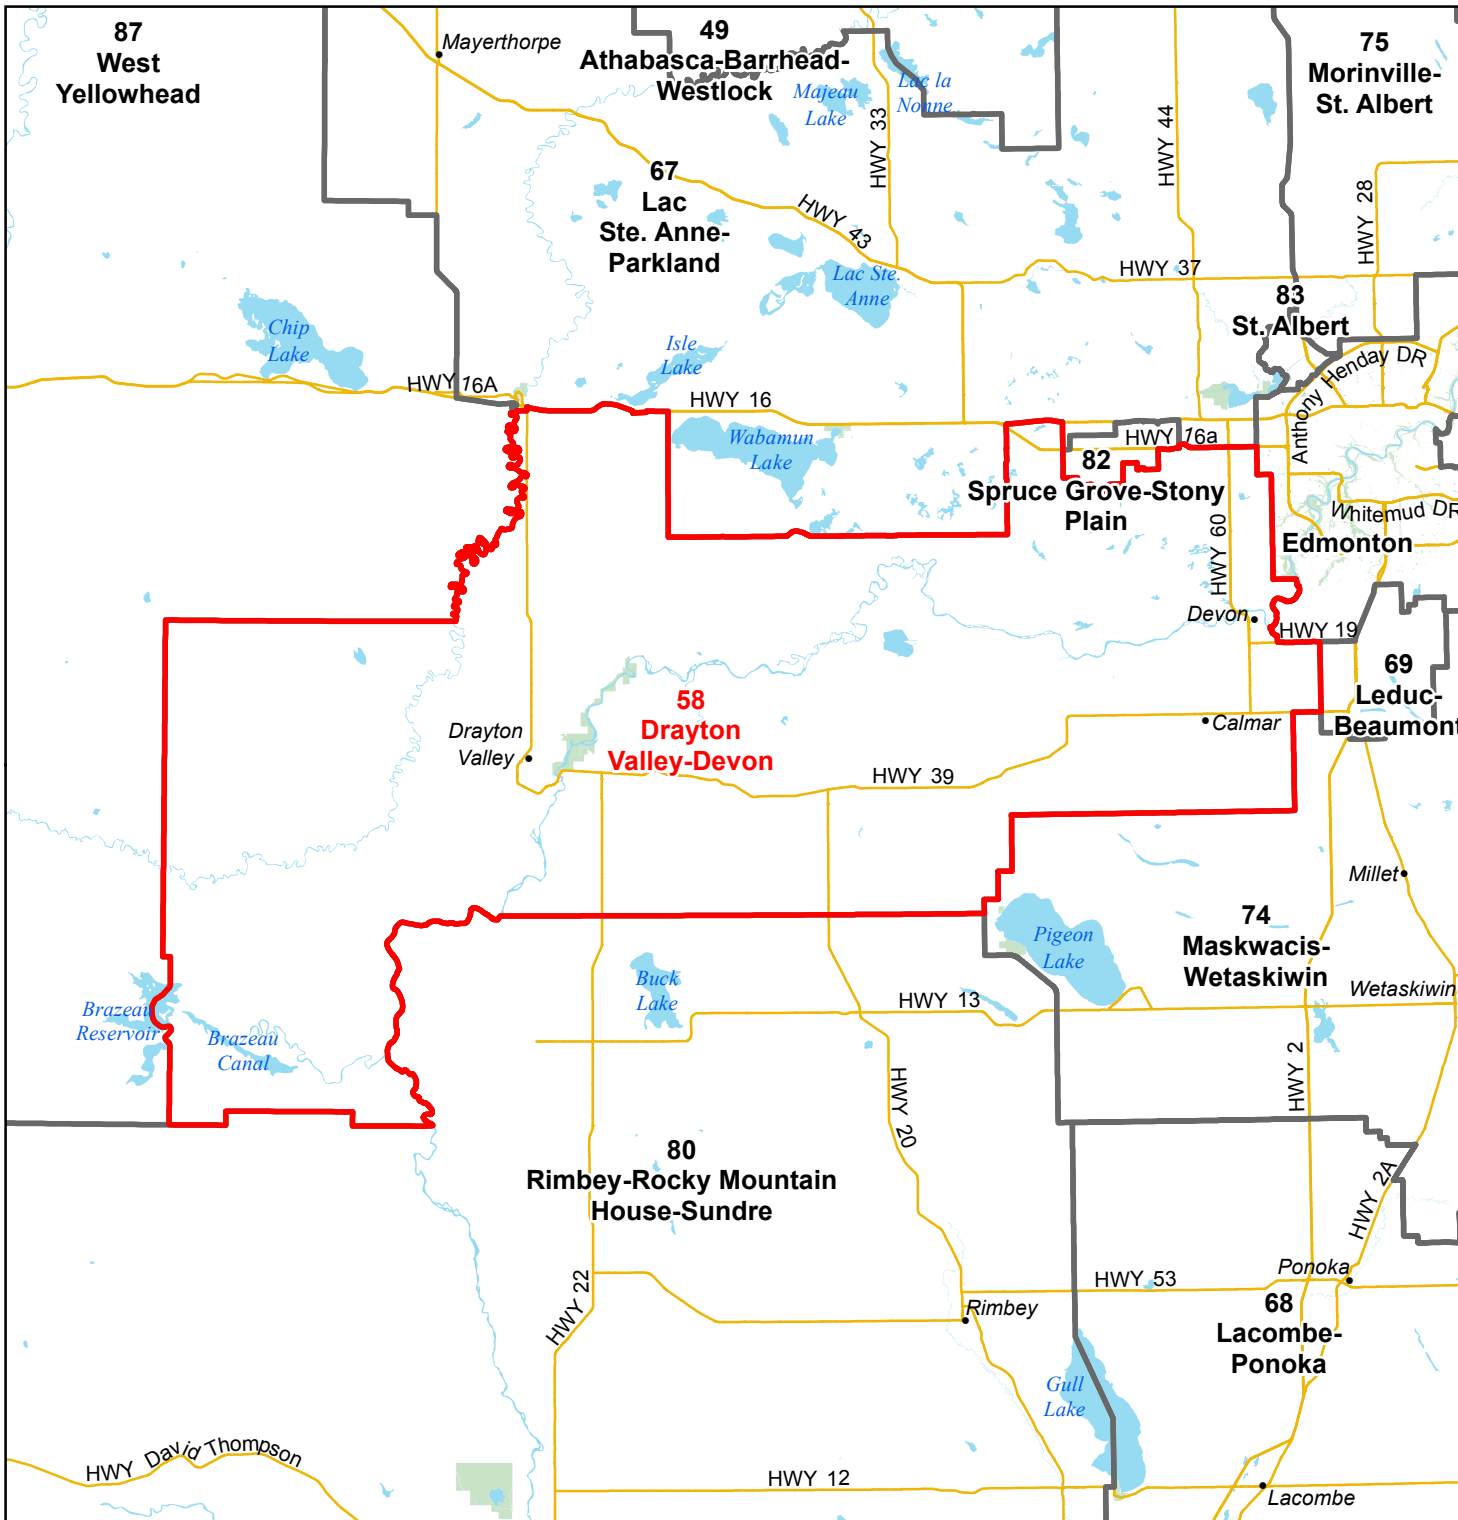 87
West
Yellowhead
Mayerthorpe
49
Athabasca-Barrhead-
Westlock
Majeau
Lake
Lac la
Nonne
75
Morinville-
St. Albert
HWY 33
HWY 44
HWY 28
67
Lac
Ste. Anne-
Parkland
HWY 43
Lac Ste.
Anne
HWY 37
83
St. Albert
Chip
Lake
Isle
Lake
HWY 16A
HWY 16
Anthony Henday DR
Wabamun
Lake
HWY 16a
82
Spruce Grove-Stony
Plain
Whitemud DR
Edmonton
HWY 60
Devon
HWY 19
69
Leduc-
Beaumont
58
Drayton
Valley-Devon
Drayton
Valley
Calmar
HWY 39
Millet
74
Maskwacis-
Wetaskiwin
Pigeon
Lake
Buck
Lake
HWY 13
Wetaskiwin
Brazeau
Reservoir
Brazeau
Canal
HWY 2
HWY 20
80
Rimbey-Rocky Mountain
House-Sundre
HWY 2A
HWY 22
HWY 53
Ponoka
Rimbey
68
Lacombe-
Ponoka
Gull
Lake
HWY David Thompson
HWY 12
Lacombe